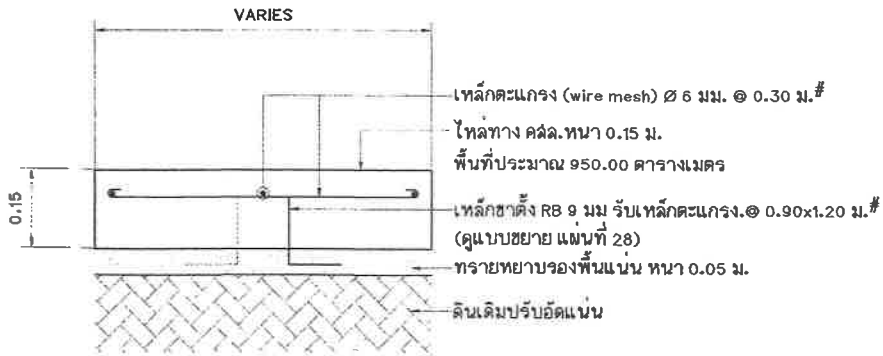 VARIES
เหล็กตะแกรง (wire mesh) Ø 6 มม. @ 0.30 ม.#
ไหล่ทาง คสล.หนา 0.15 ม.
พื้นที่ประมาณ 950.00 ตารางเมตร
0.15
เหล็กขาตั้ง RB 9 มม รับเหล็กตะแกรง.@ 0.90x1.20 ม.#
(ดูแบบขยาย แผ่นที่ 28)
ทรายหยาบรองพื้นแน่น หนา 0.05 ม.
ดินเดิมปรับอัดแน่น